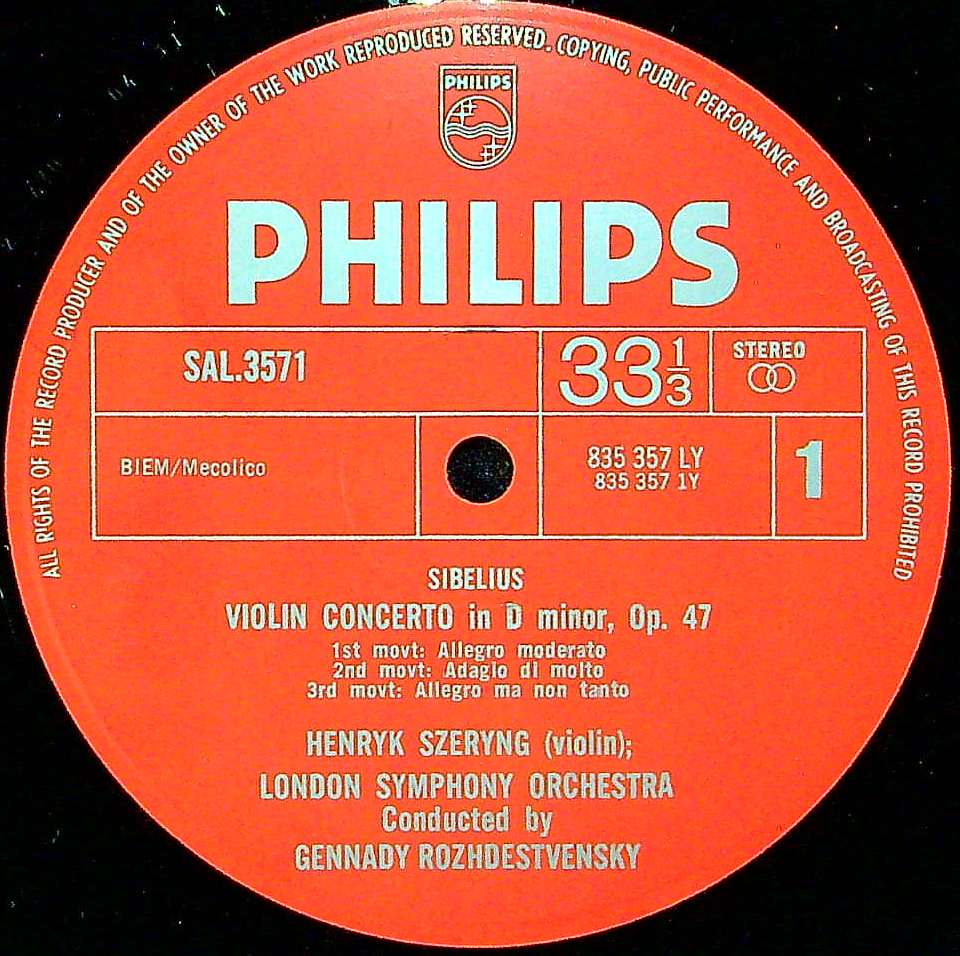 ALL RIGHTS OF THE RECORD PRODUCER AND OF THE OWNER OF THE WORK REPRODUCED RESERVED. COPYING, PUBLIC PERFORMANCE AND BROADCASTING OF THIS RECORD PROHIBITED
PHILIPS
PHILIPS
SAL.3571
33 1/3
STEREO
BIEM/Mecolico
835 357 LY
835 357 1Y
1
SIBELIUS
VIOLIN CONCERTO in D minor, Op. 47
1st movt: Allegro moderato
2nd movt: Adagio di molto
3rd movt: Allegro ma non tanto
HENRYK SZERYNG (violin);
LONDON SYMPHONY ORCHESTRA
Conducted by
GENNADY ROZHDESTVENSKY